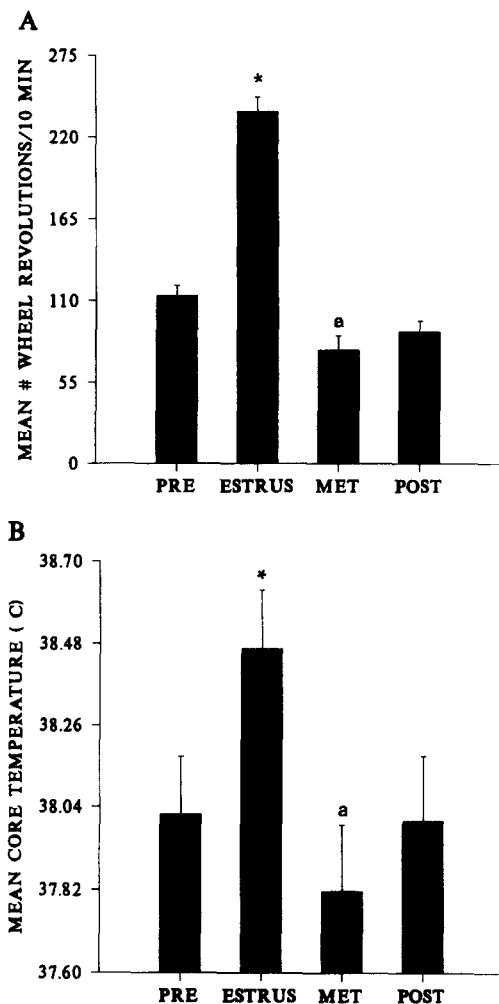 A
MEAN # WHEEL REVOLUTIONS/10 MIN
275
220
165
110
55
0
*
a
PRE ESTRUS MET POST
B
MEAN CORE TEMPERATURE ( C)
38.70
38.48
38.26
38.04
37.82
37.60
*
a
PRE ESTRUS MET POST